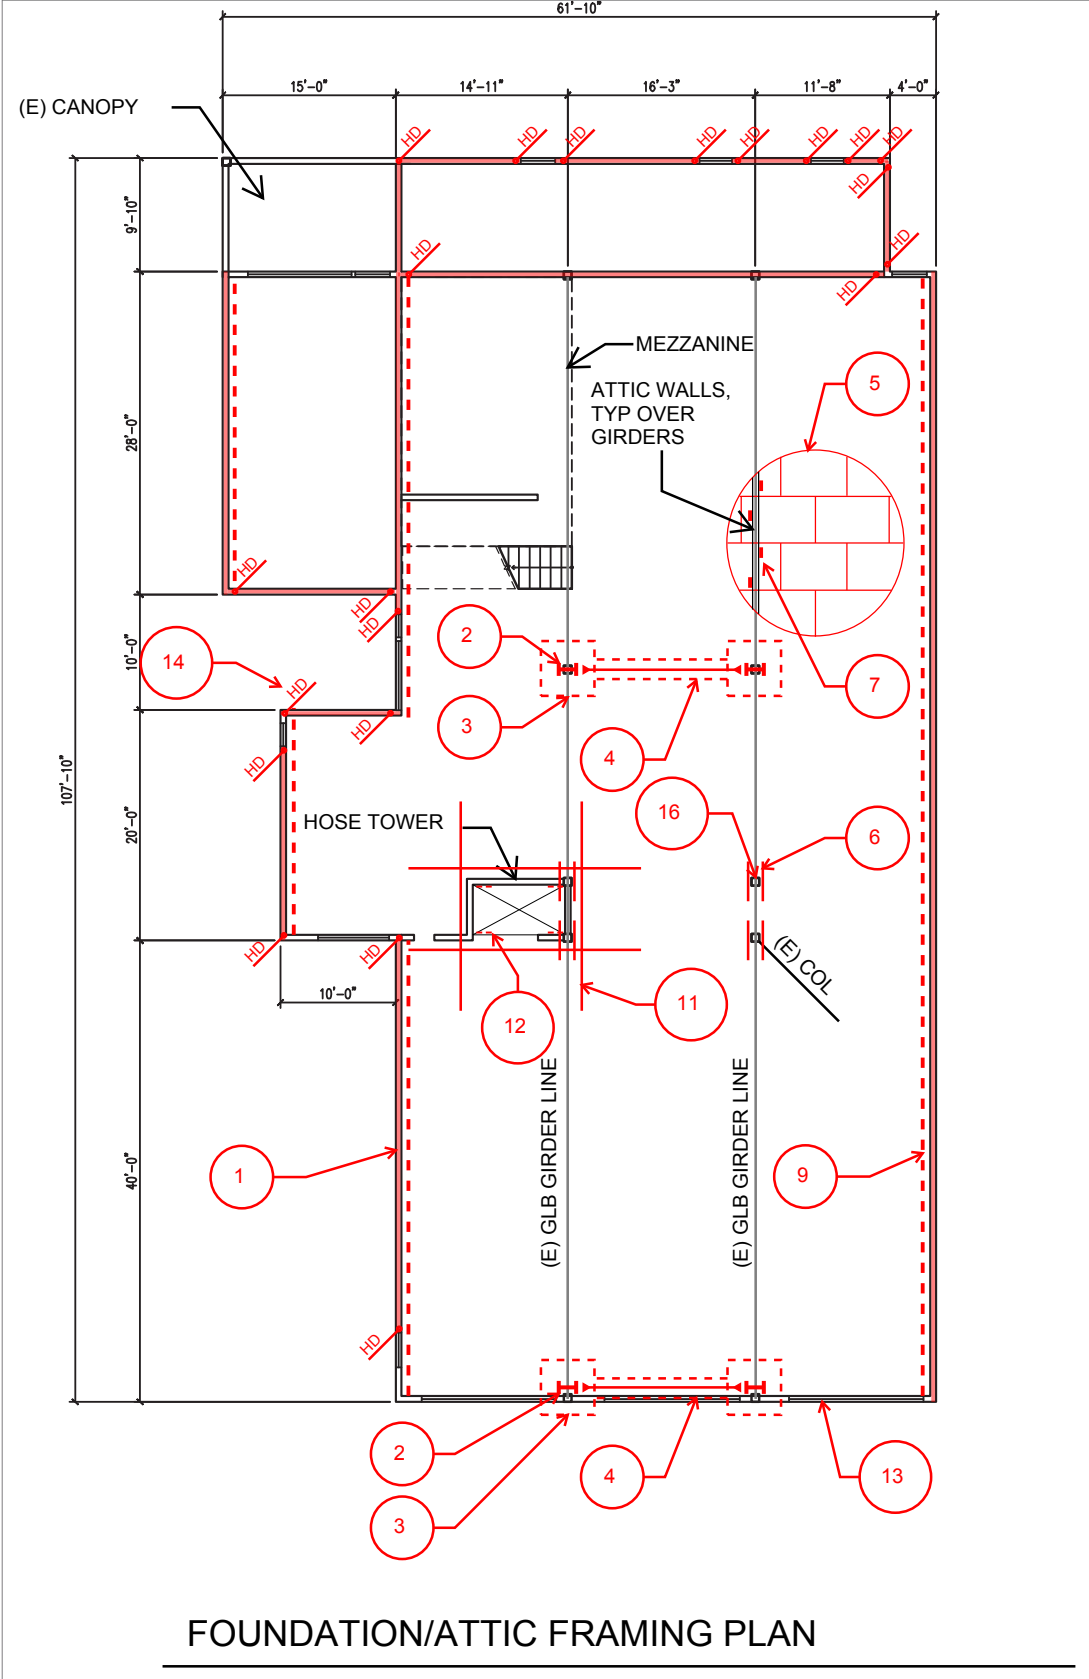 61'-10"
15'-0"
14'-11"
16'-3"
11'-8"
4'-0"
(E) CANOPY
HD
HD
HD
HD
HD
HD
HD
HD
HD
9'-10"
HD
HD
HD
MEZZANINE
5
ATTIC WALLS,
TYP OVER
GIRDERS
28'-0"
HD
HD
HD
2
10'-0"
14
7
HD
HD
3
4
HD
107'-10"
16
6
20'-0"
HOSE TOWER
HD
HD
(E) COL
10'-0"
11
12
(E) GLB GIRDER LINE
(E) GLB GIRDER LINE
40'-0"
1
9
HD
2
4
13
3
FOUNDATION/ATTIC FRAMING PLAN